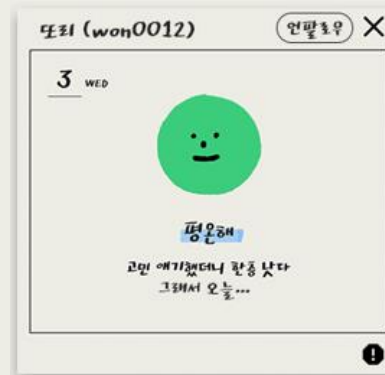 또리 (won0012)
언팔로우
3 WED
평온해
고민 얘기했더니 한층 낫다
그래서 오늘...